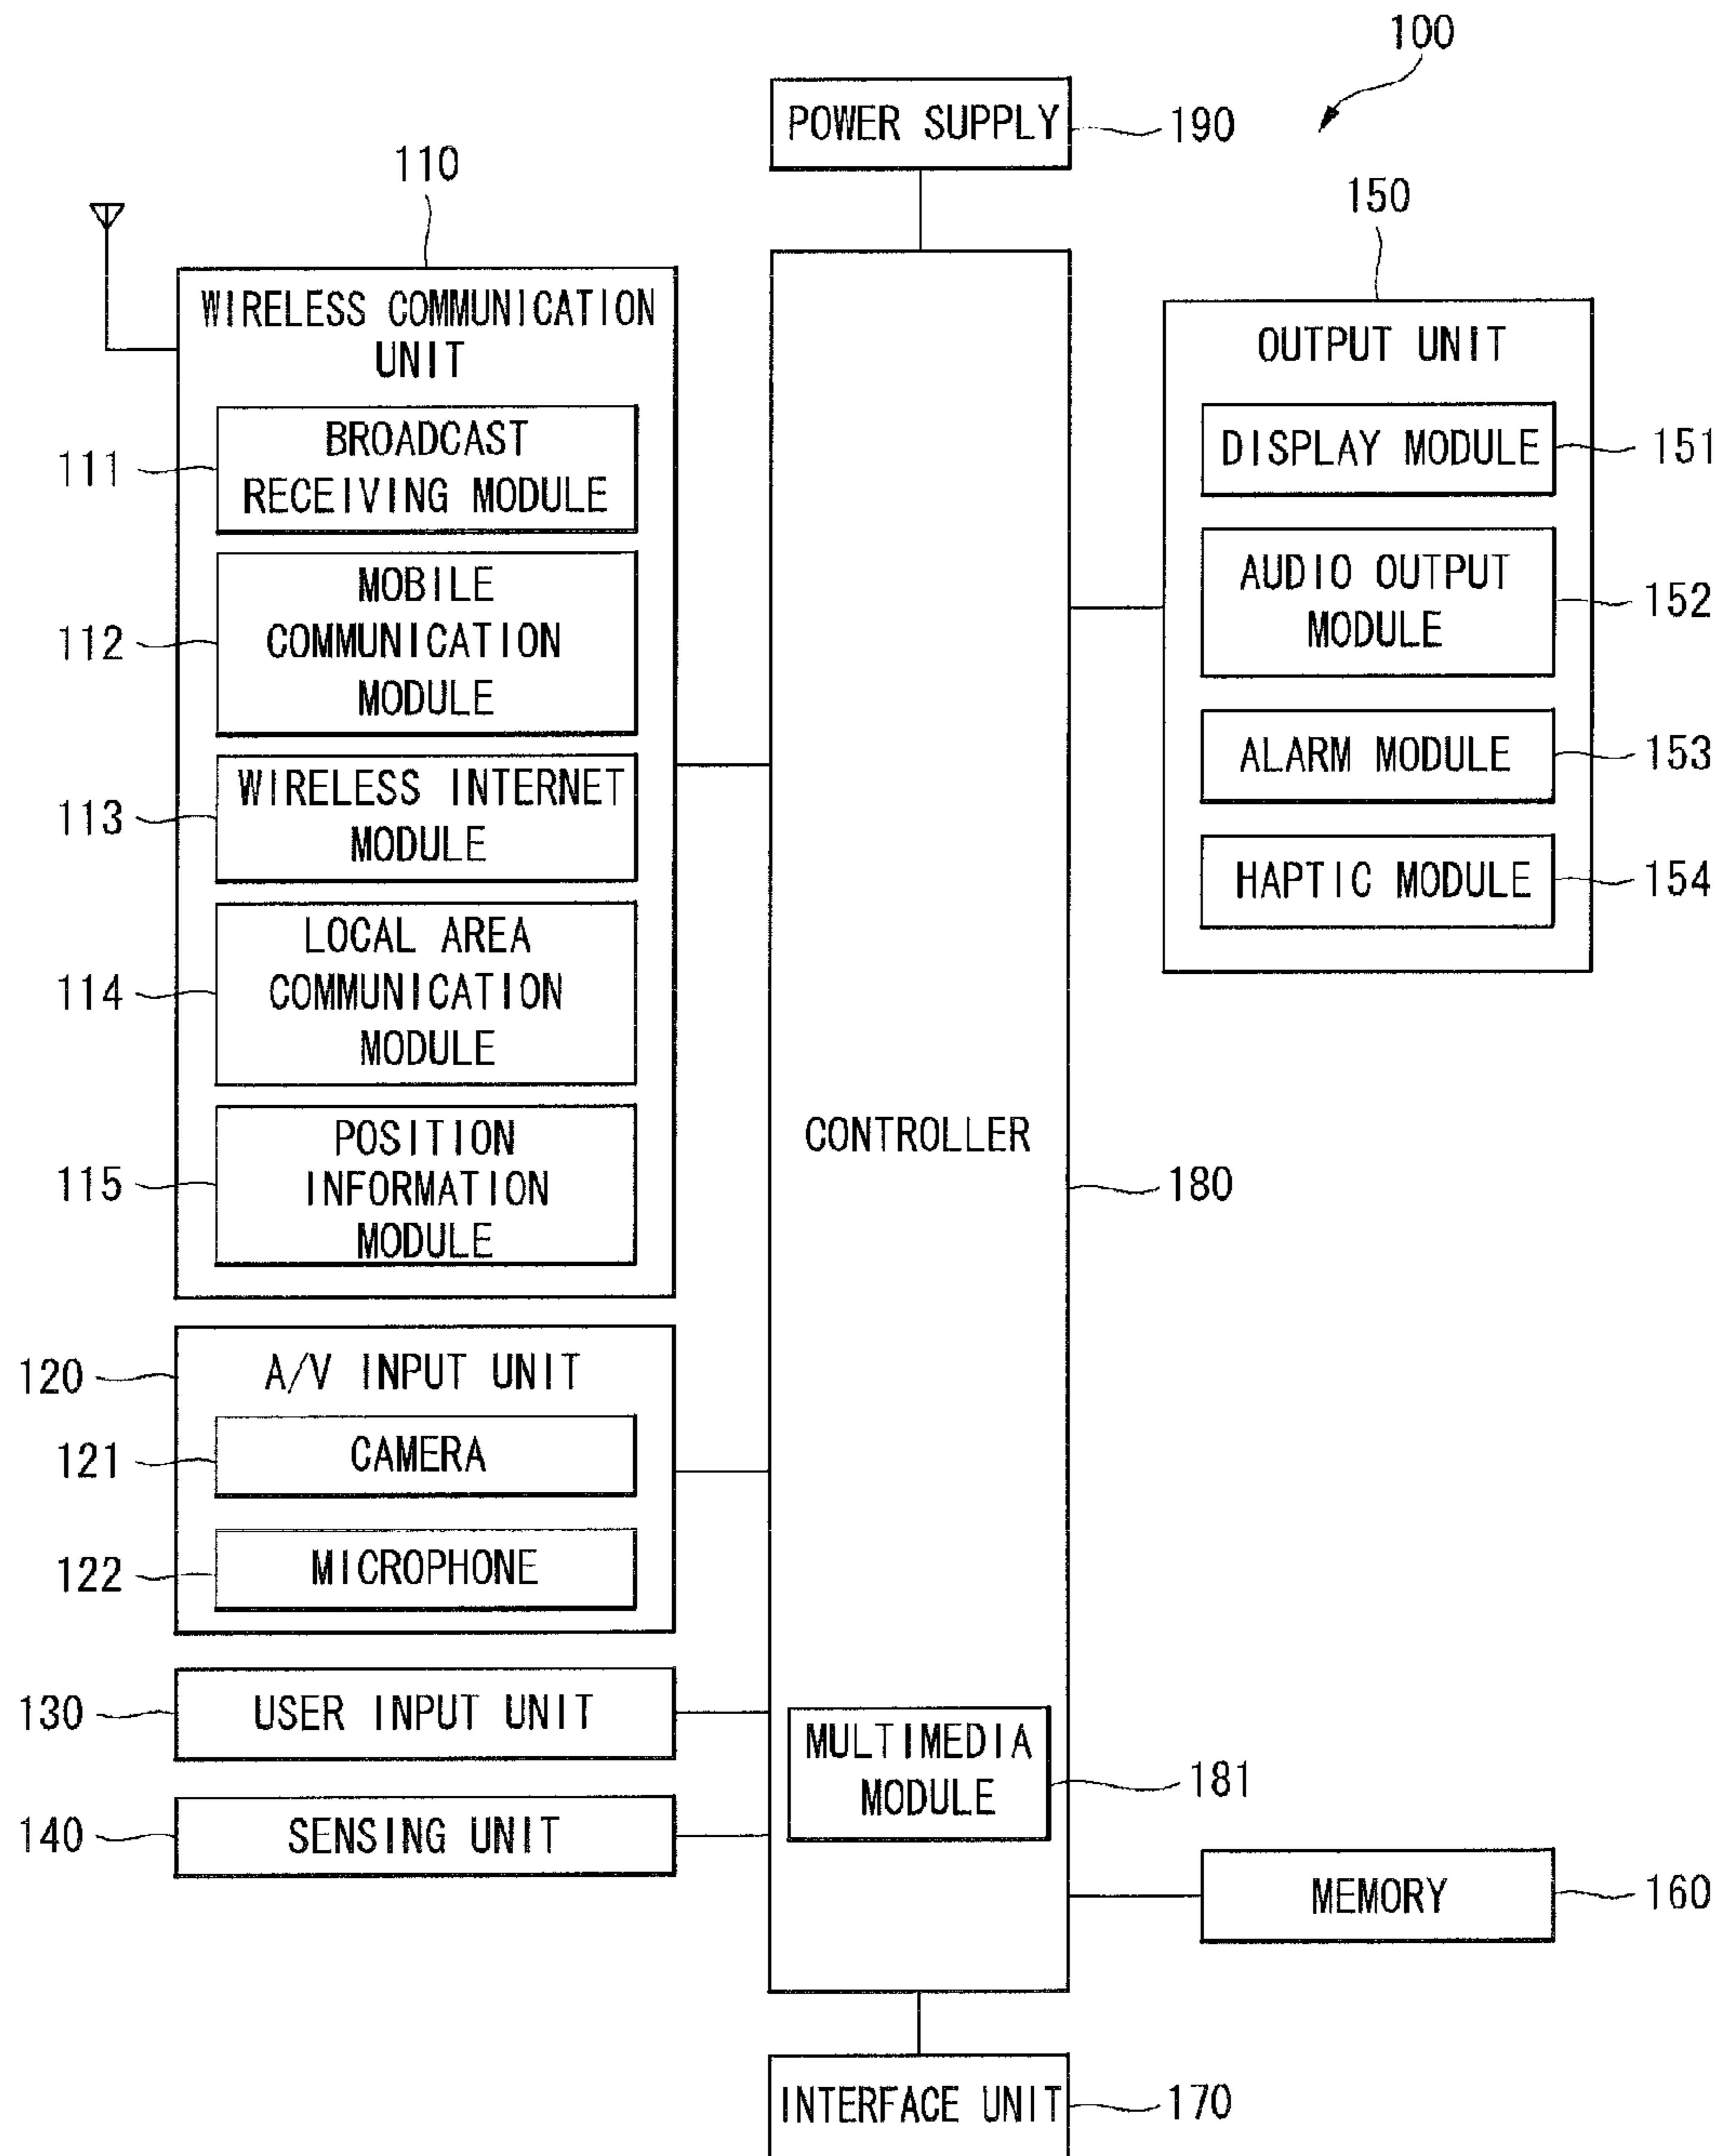 100
POWER SUPPLY
190
110
WIRELESS COMMUNICATION
UNIT
BROADCAST
RECEIVING MODULE
111
MOBILE
COMMUNICATION
MODULE
112
WIRELESS INTERNET
MODULE
113
LOCAL AREA
COMMUNICATION
MODULE
114
POSITION
INFORMATION
MODULE
115
A/V INPUT UNIT
120
CAMERA
121
MICROPHONE
122
USER INPUT UNIT
130
SENSING UNIT
140
CONTROLLER
180
MULTIMEDIA
MODULE
181
150
OUTPUT UNIT
DISPLAY MODULE
151
AUDIO OUTPUT
MODULE
152
ALARM MODULE
153
HAPTIC MODULE
154
MEMORY
160
INTERFACE UNIT
170